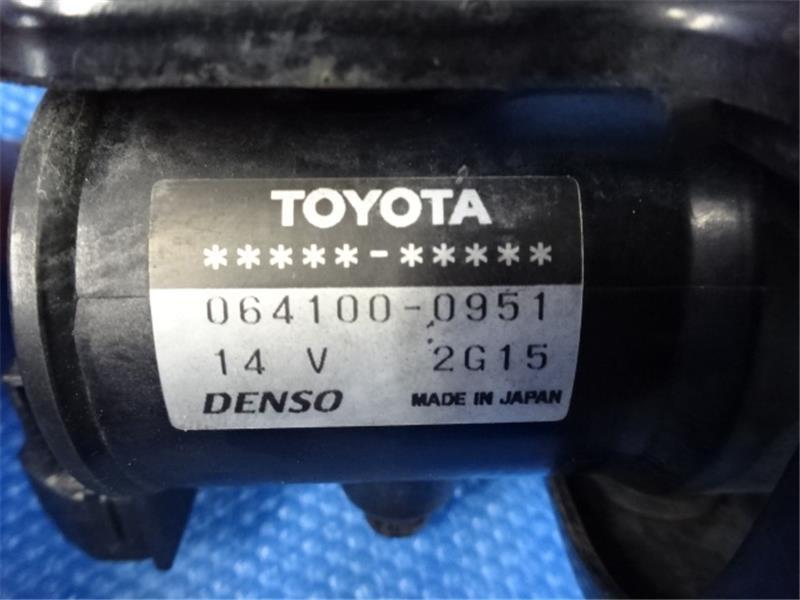 TOYOTA
*****-*****
064100-0951
14 V 2G15
DENSO MADE IN JAPAN